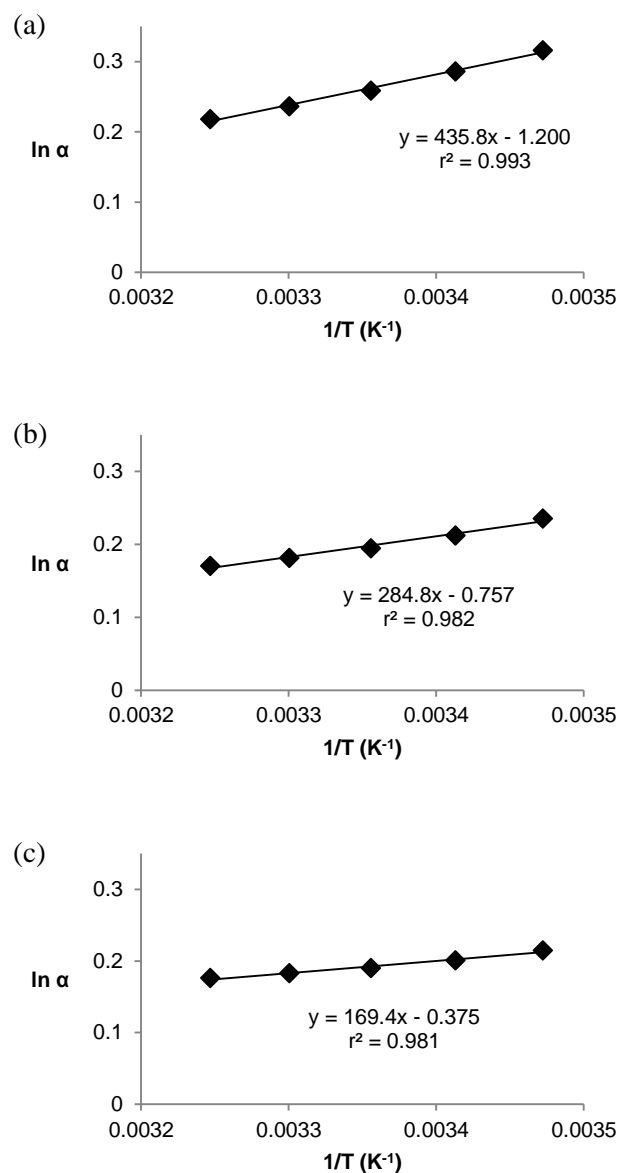 (a)
0.3
0.2
0.1
0
ln α
y = 435.8x - 1.200
r² = 0.993
0.0032 0.0033 0.0034 0.0035
1/T (K⁻¹)
(b)
0.3
0.2
0.1
0
ln α
y = 284.8x - 0.757
r² = 0.982
0.0032 0.0033 0.0034 0.0035
1/T (K⁻¹)
(c)
0.3
0.2
0.1
0
ln α
y = 169.4x - 0.375
r² = 0.981
0.0032 0.0033 0.0034 0.0035
1/T (K⁻¹)